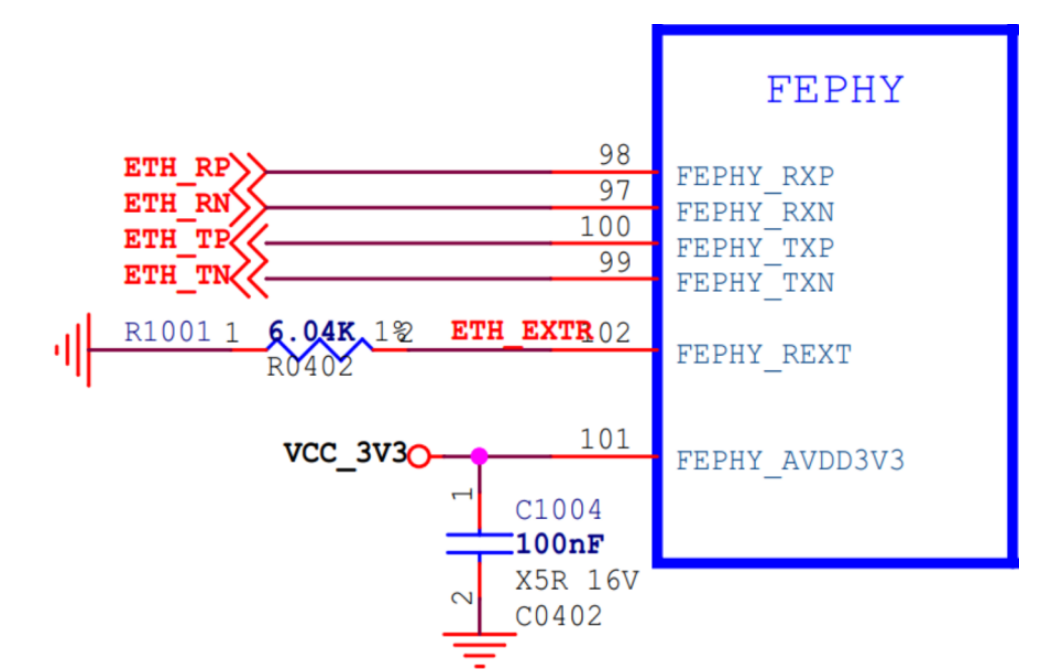 FEPHY
ETH_RP 98 FEPHY_RXP
ETH_RN 97 FEPHY_RXN
ETH_TP 100 FEPHY_TXP
ETH_TN 99 FEPHY_TXN
R1001 1 6.04K 1% 2 ETH_EXTR 102 FEPHY_REXT
R0402
VCC_3V3 101 FEPHY_AVDD3V3
1
C1004
100nF
X5R 16V
2
C0402